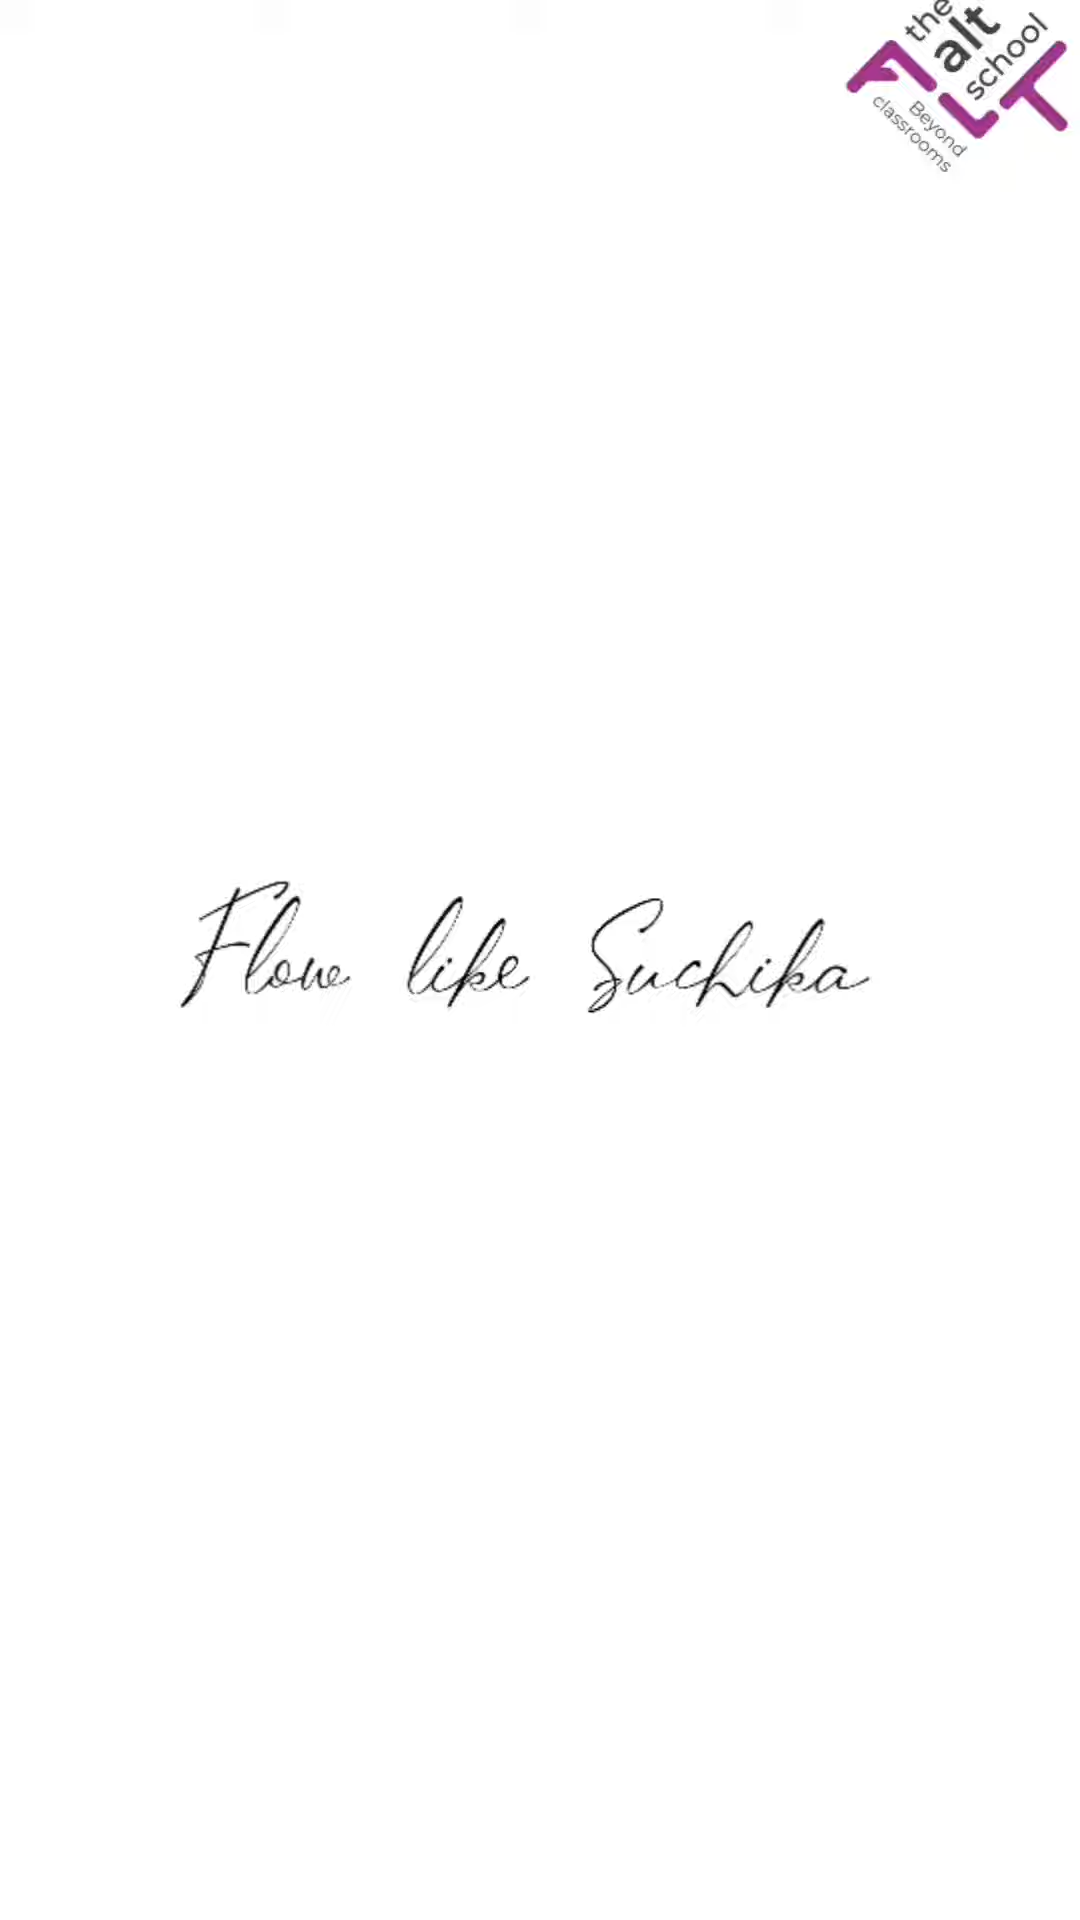 the
alt
school
Beyond
classrooms
Flow like Suchika